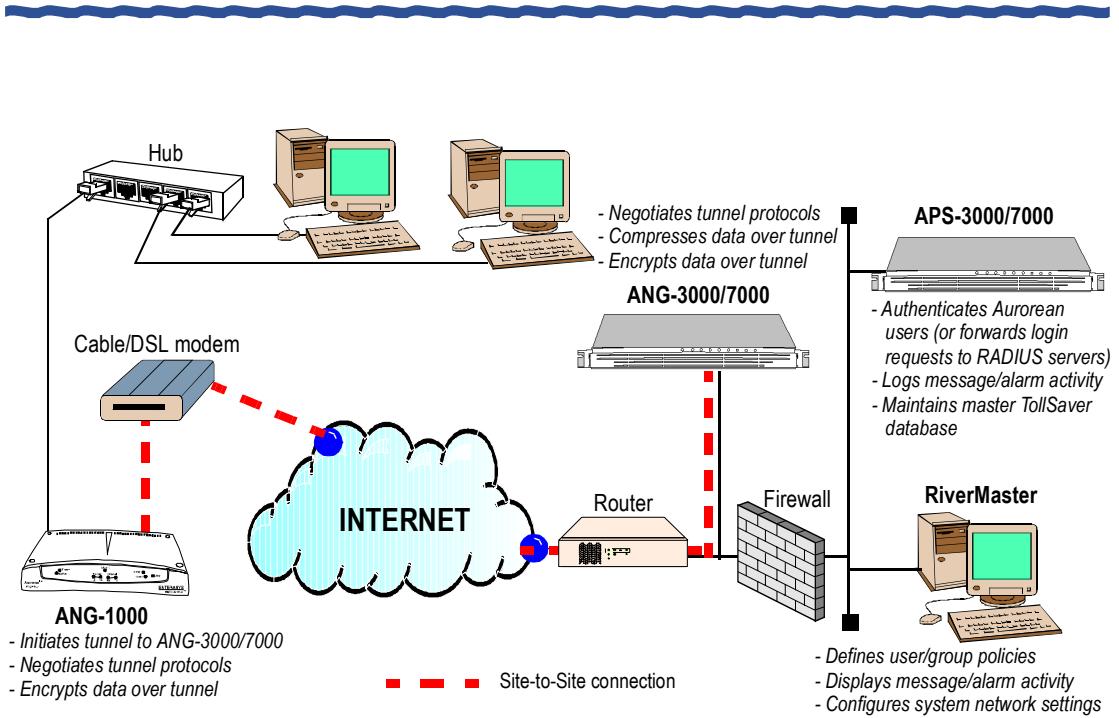 Hub
- Negotiates tunnel protocols
- Compresses data over tunnel
- Encrypts data over tunnel
ANG-3000/7000
APS-3000/7000
- Authenticates Aurorean
users (or forwards login
requests to RADIUS servers)
- Logs message/alarm activity
- Maintains master TollSaver
database
Cable/DSL modem
INTERNET
Router
Firewall
RiverMaster
ANG-1000
- Initiates tunnel to ANG-3000/7000
- Negotiates tunnel protocols
- Encrypts data over tunnel
Site-to-Site connection
- Defines user/group policies
- Displays message/alarm activity
- Configures system network settings